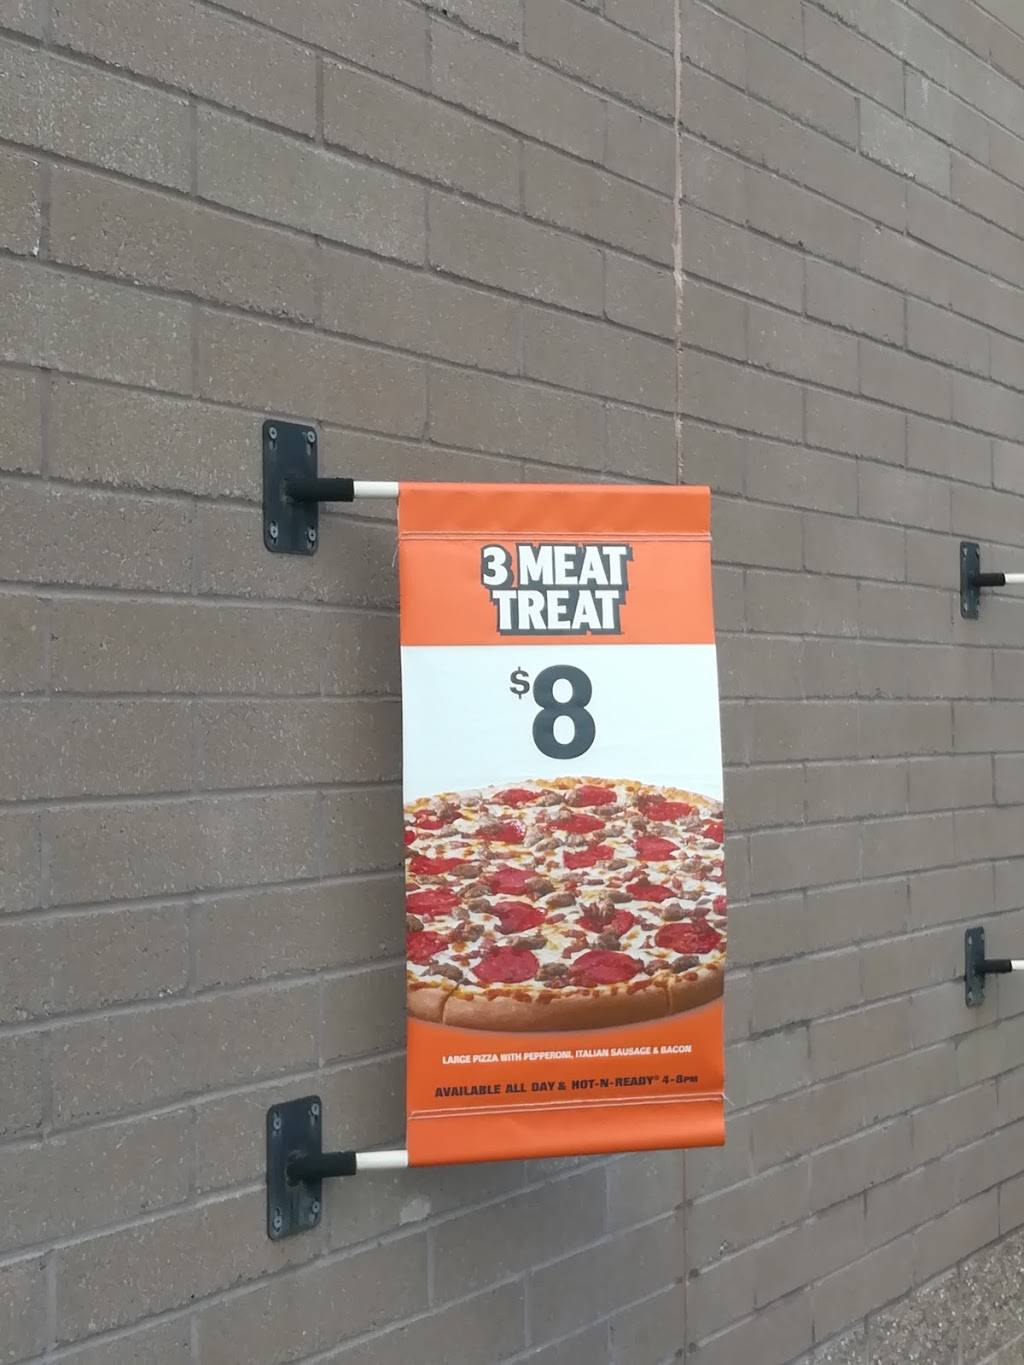 3 MEAT
TREAT
$8
LARGE PIZZA WITH PEPPERONI, ITALIAN SAUSAGE & BACON
AVAILABLE ALL DAY & HOT-N-READY® 4-8PM